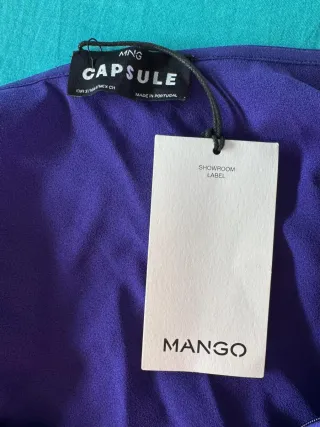 MNG
CAPSULE
MADE IN PORTUGAL
SHOWROOM
LABEL
MANGO